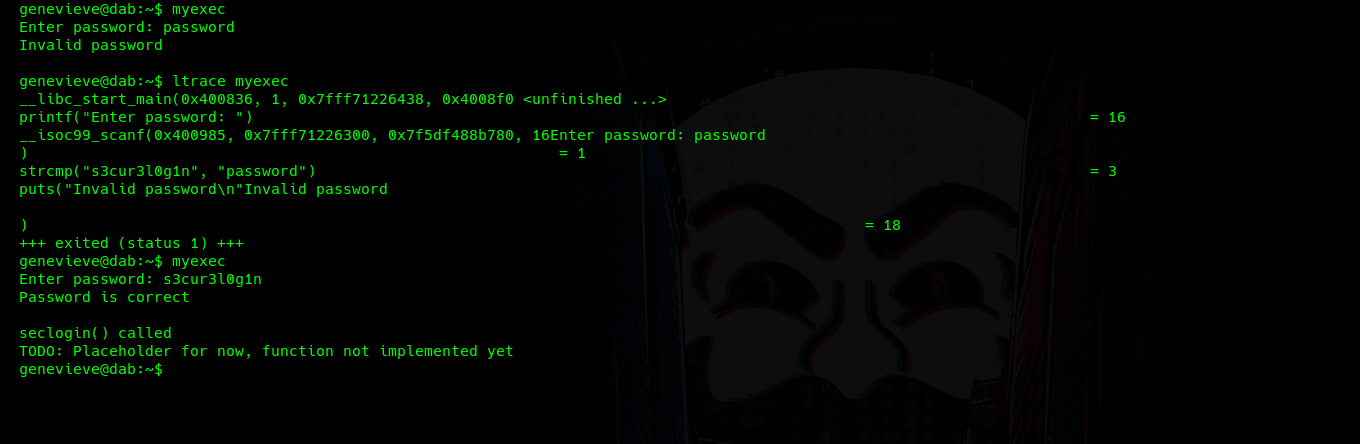 genevieve@dab:~$ myexec
Enter password: password
Invalid password
genevieve@dab:~$ ltrace myexec
__libc_start_main(0x400836, 1, 0x7fff71226438, 0x4008f0 <unfinished ...>
printf("Enter password: ") = 16
__isoc99_scanf(0x400985, 0x7fff71226300, 0x7f5df488b780, 16Enter password: password
) = 1
strcmp("s3cur3l0g1n", "password") = 3
puts("Invalid password\n"Invalid password
) = 18
+++ exited (status 1) +++
genevieve@dab:~$ myexec
Enter password: s3cur3l0g1n
Password is correct
seclogin() called
TODO: Placeholder for now, function not implemented yet
genevieve@dab:~$